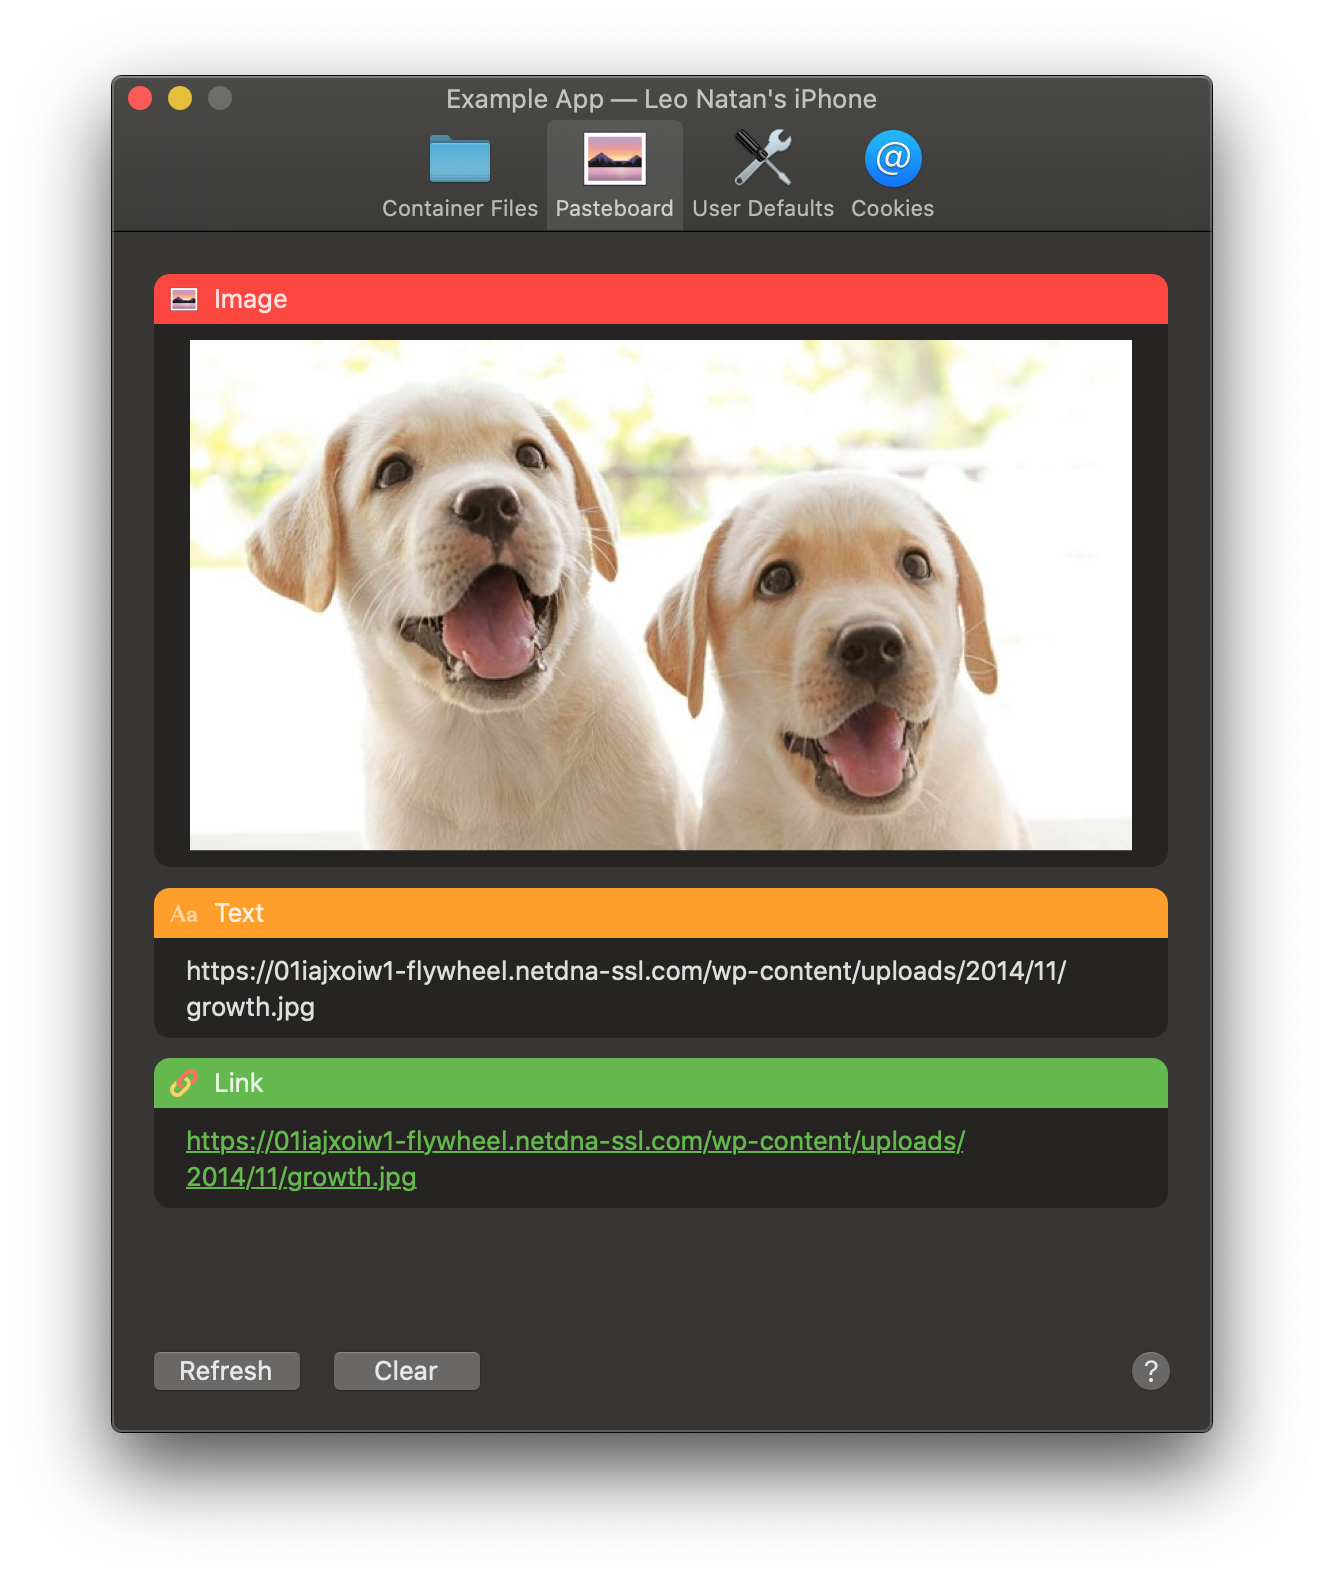 Example App — Leo Natan's iPhone
Container Files
Pasteboard
User Defaults
Cookies
Image
Aa Text
https://01iajxoiw1-flywheel.netdna-ssl.com/wp-content/uploads/2014/11/
growth.jpg
Link
https://01iajxoiw1-flywheel.netdna-ssl.com/wp-content/uploads/
2014/11/growth.jpg
Refresh
Clear
?